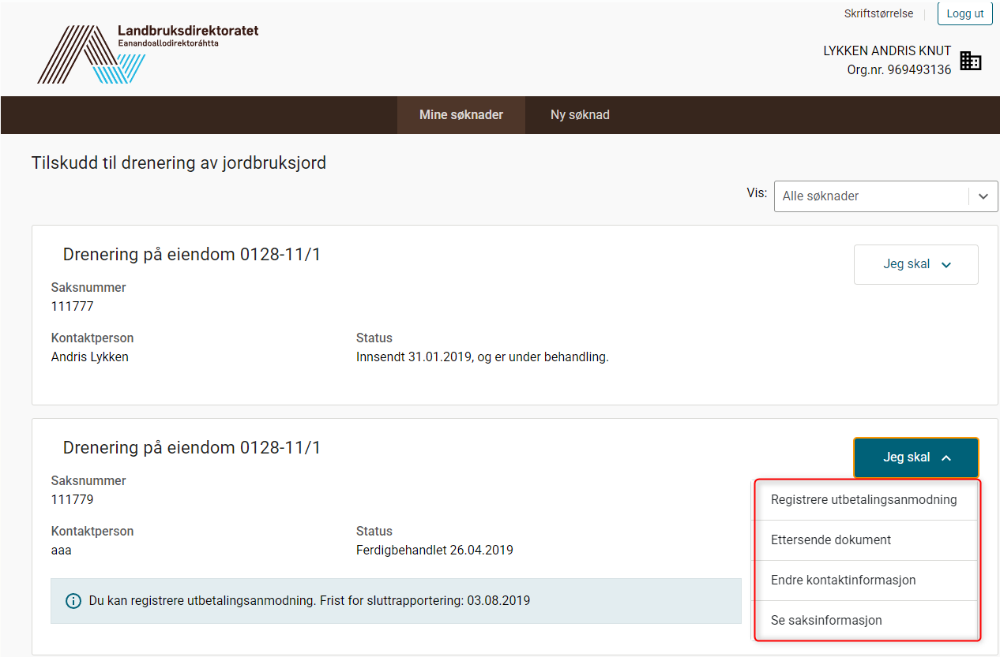 Landbruksdirektoratet
Eanandoallodirektoráhtta
Skriftstørrelse
Logg ut
LYKKEN ANDRIS KNUT
Org.nr. 969493136
Mine søknader
Ny søknad
Tilskudd til drenering av jordbruksjord
Vis:
Alle søknader
Drenering på eiendom 0128-11/1
Jeg skal
Saksnummer
111777
Kontaktperson
Status
Andris Lykken
Innsendt 31.01.2019, og er under behandling.
Drenering på eiendom 0128-11/1
Jeg skal
Saksnummer
111779
Kontaktperson
Status
aaa
Ferdigbehandlet 26.04.2019
Du kan registrere utbetalingsanmodning. Frist for sluttrapportering: 03.08.2019
Registrere utbetalingsanmodning
Ettersende dokument
Endre kontaktinformasjon
Se saksinformasjon